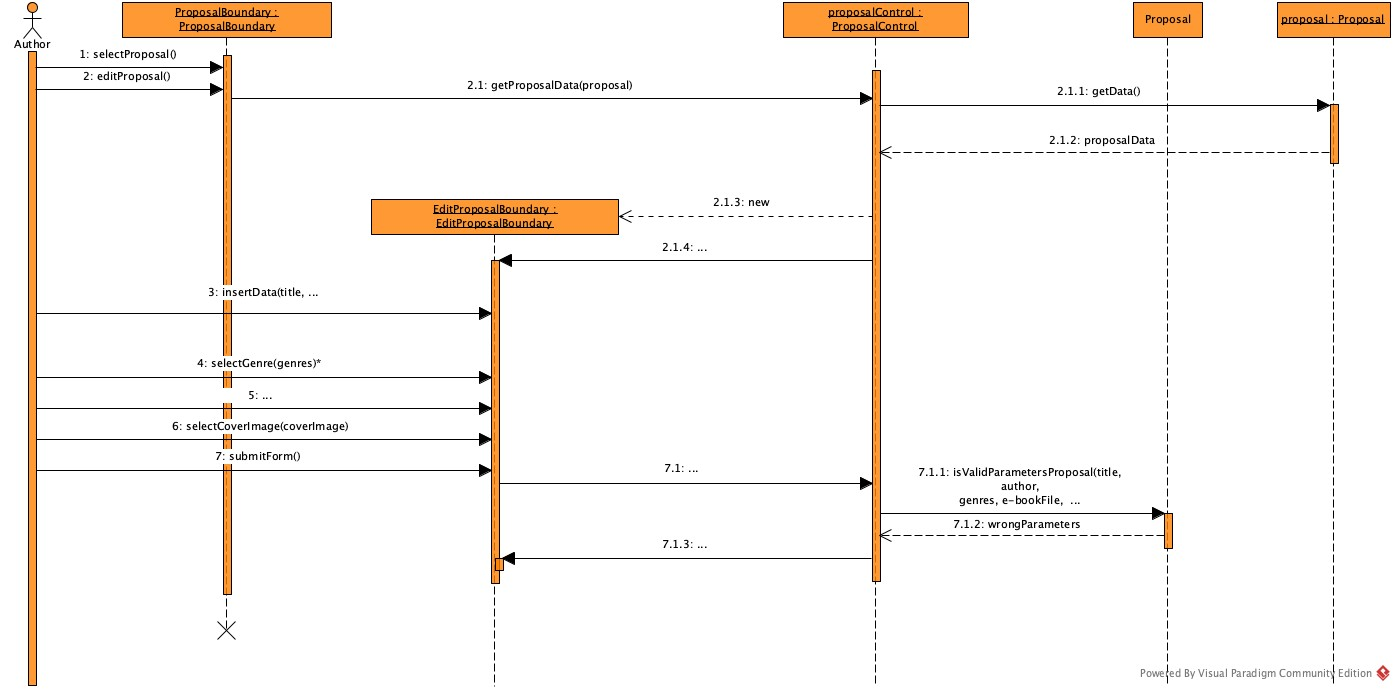 ProposalBoundary :
ProposalBoundary
proposalControl :
ProposalControl
Proposal
proposal : Proposal
Author
1: selectProposal()
2: editProposal()
2.1: getProposalData(proposal)
2.1.1: getData()
2.1.2: proposalData
2.1.3: new
EditProposalBoundary :
EditProposalBoundary
2.1.4: ...
3: insertData(title, ...
4: selectGenre(genres)*
5: ...
6: selectCoverImage(coverImage)
7: submitForm()
7.1: ...
7.1.1: isValidParametersProposal(title,
author,
genres, e-bookFile, ...
7.1.2: wrongParameters
7.1.3: ...
Powered By Visual Paradigm Community Edition